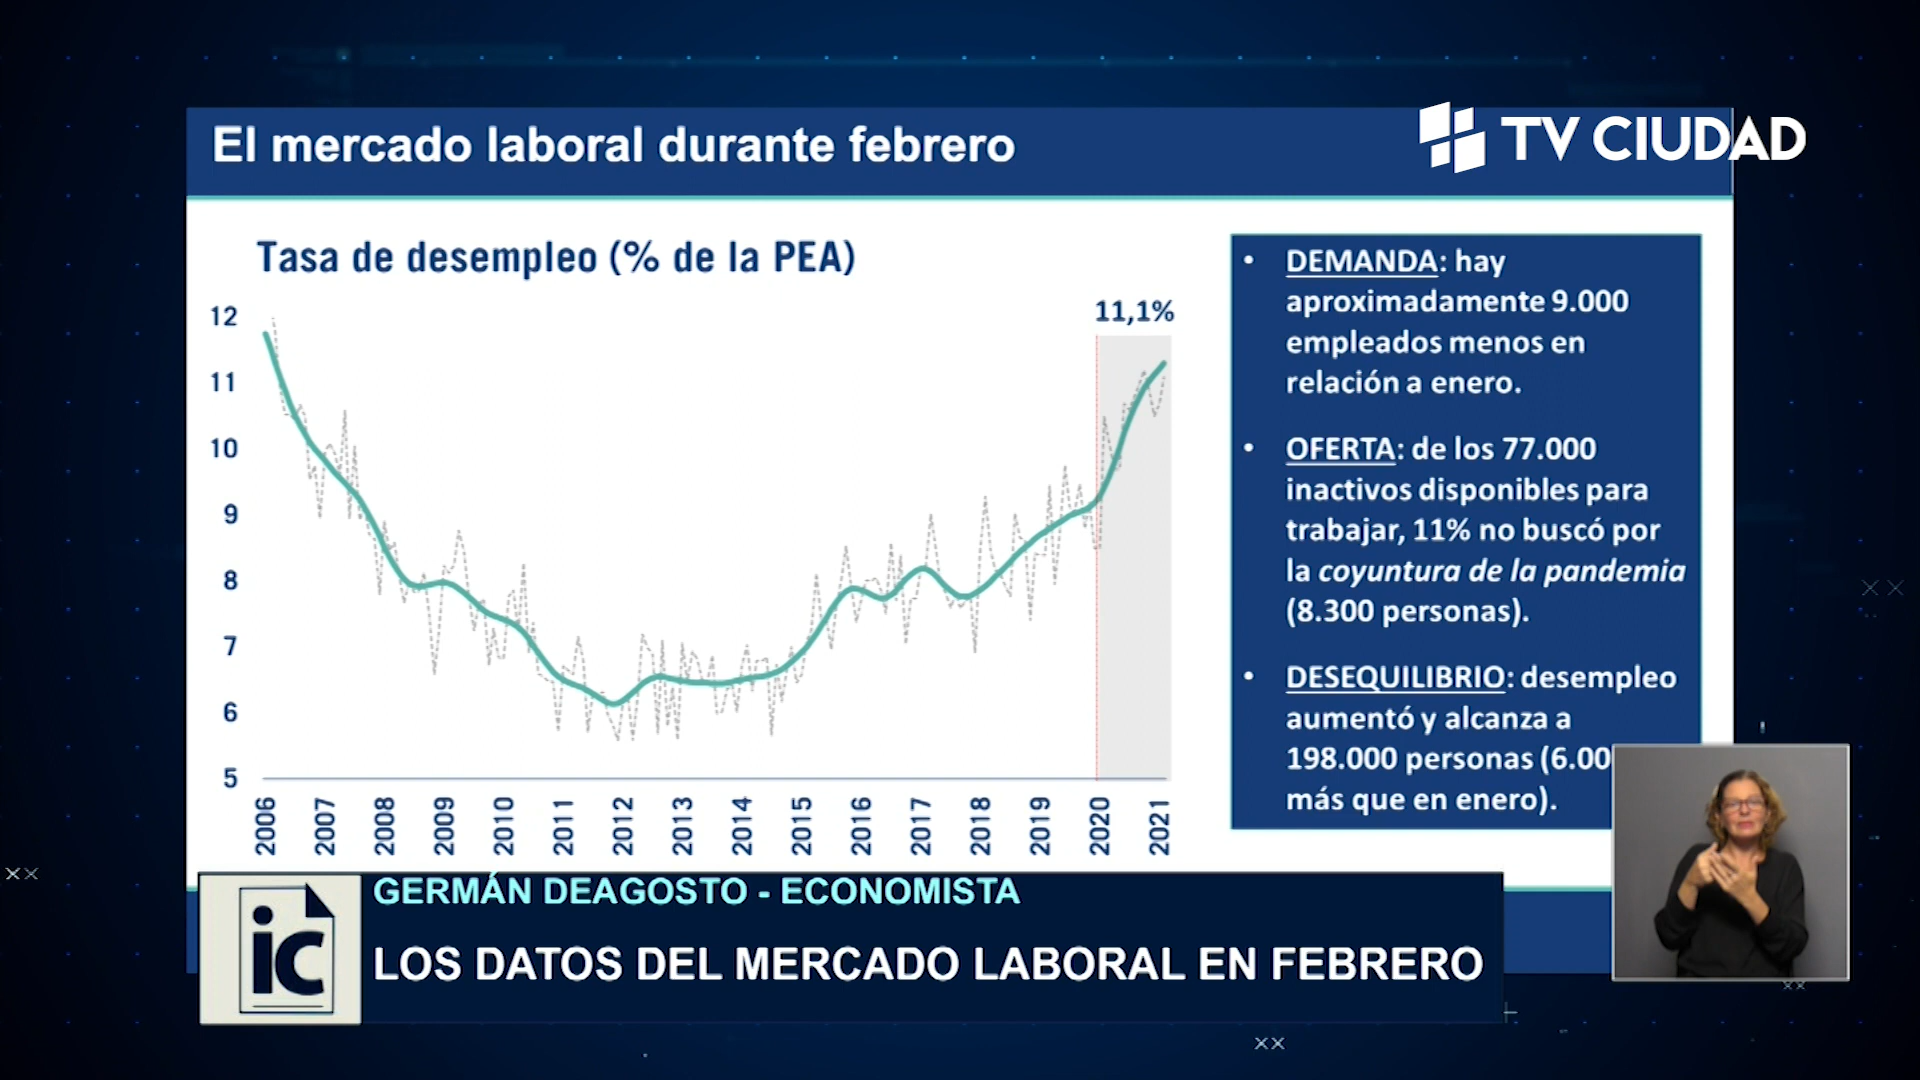 El mercado laboral durante febrero
TV CIUDAD
Tasa de desempleo (% de la PEA)
11,1%
12
11
10
9
8
7
6
5
2006
2007
2008
2009
2010
2011
2012
2013
2014
2015
2016
2017
2018
2019
2020
2021
• DEMANDA: hay
aproximadamente 9.000
empleados menos en
relación a enero.
• OFERTA: de los 77.000
inactivos disponibles para
trabajar, 11% no buscó por
la coyuntura de la pandemia
(8.300 personas).
• DESEQUILIBRIO: desempleo
aumentó y alcanza a
198.000 personas (6.00
más que en enero).
ic
GERMÁN DEAGOSTO - ECONOMISTA
LOS DATOS DEL MERCADO LABORAL EN FEBRERO